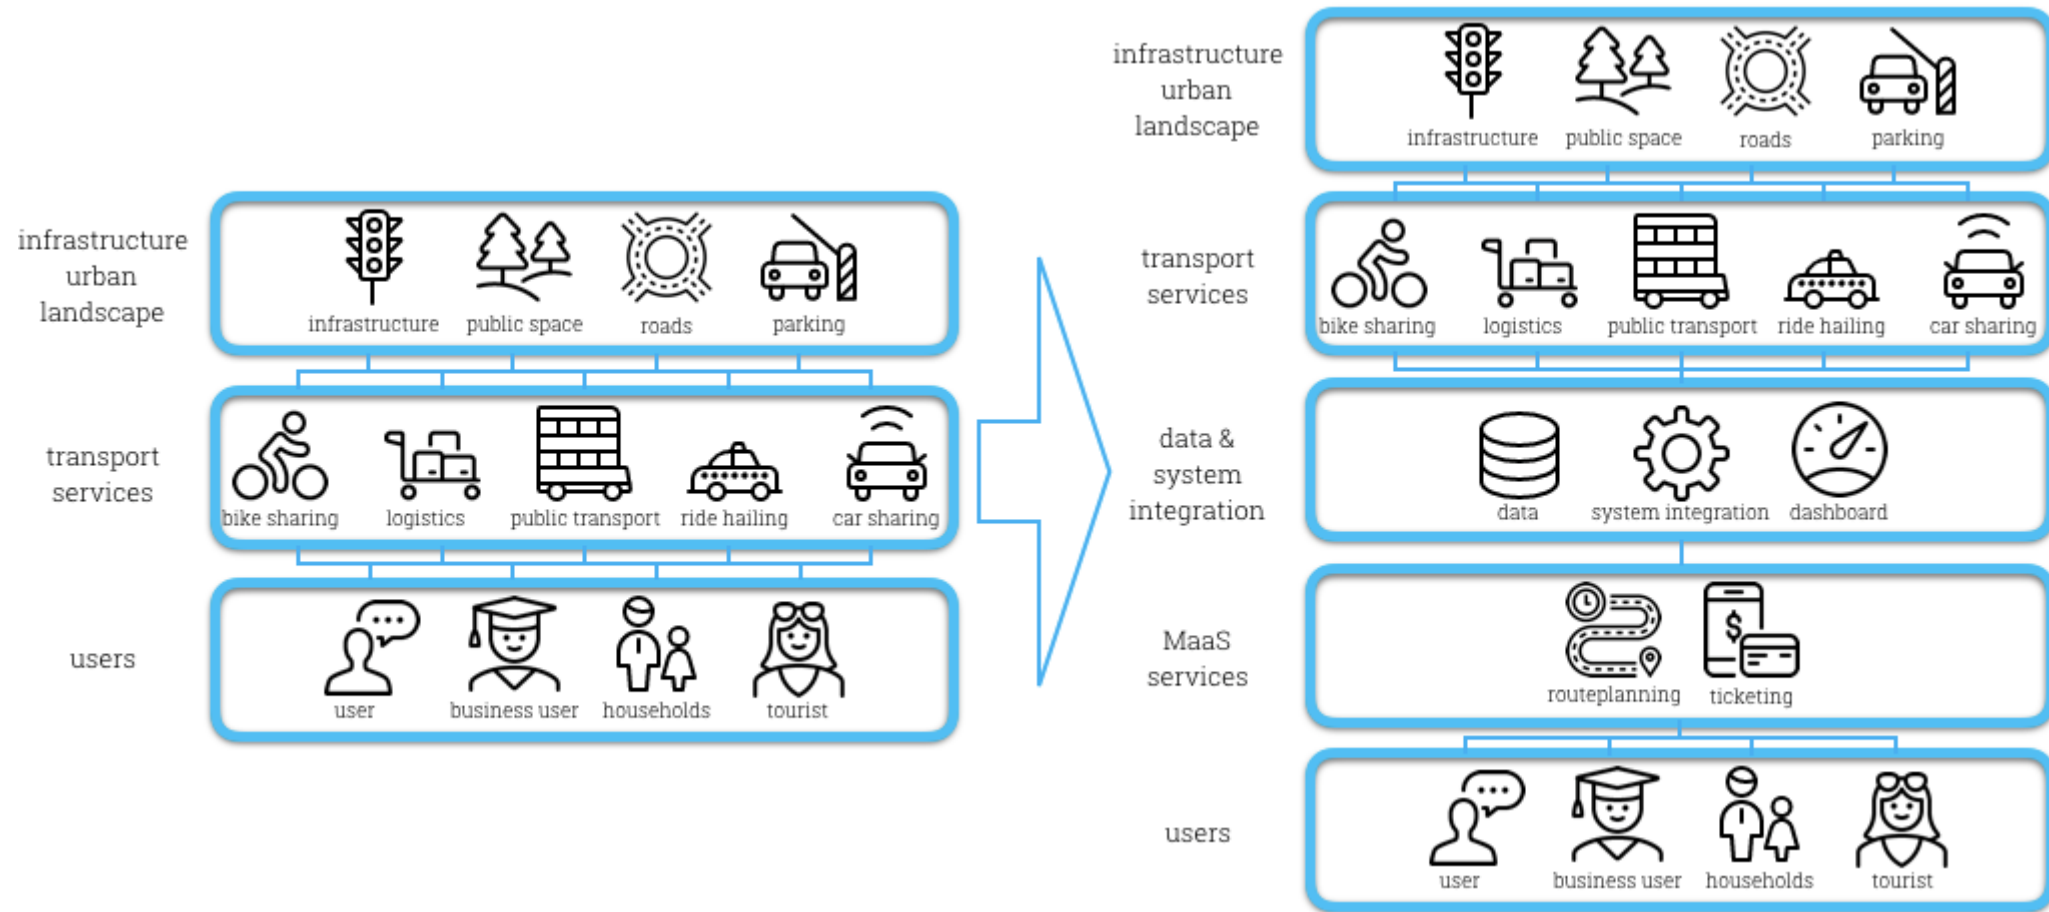 infrastructure
urban
landscape
infrastructure public space roads parking
transport
services
bike sharing logistics public transport ride hailing car sharing
users
user business user households tourist
infrastructure
urban
landscape
infrastructure public space roads parking
transport
services
bike sharing logistics public transport ride hailing car sharing
data &
system
integration
data system integration dashboard
MaaS
services
$
routeplanning ticketing
users
user business user households tourist